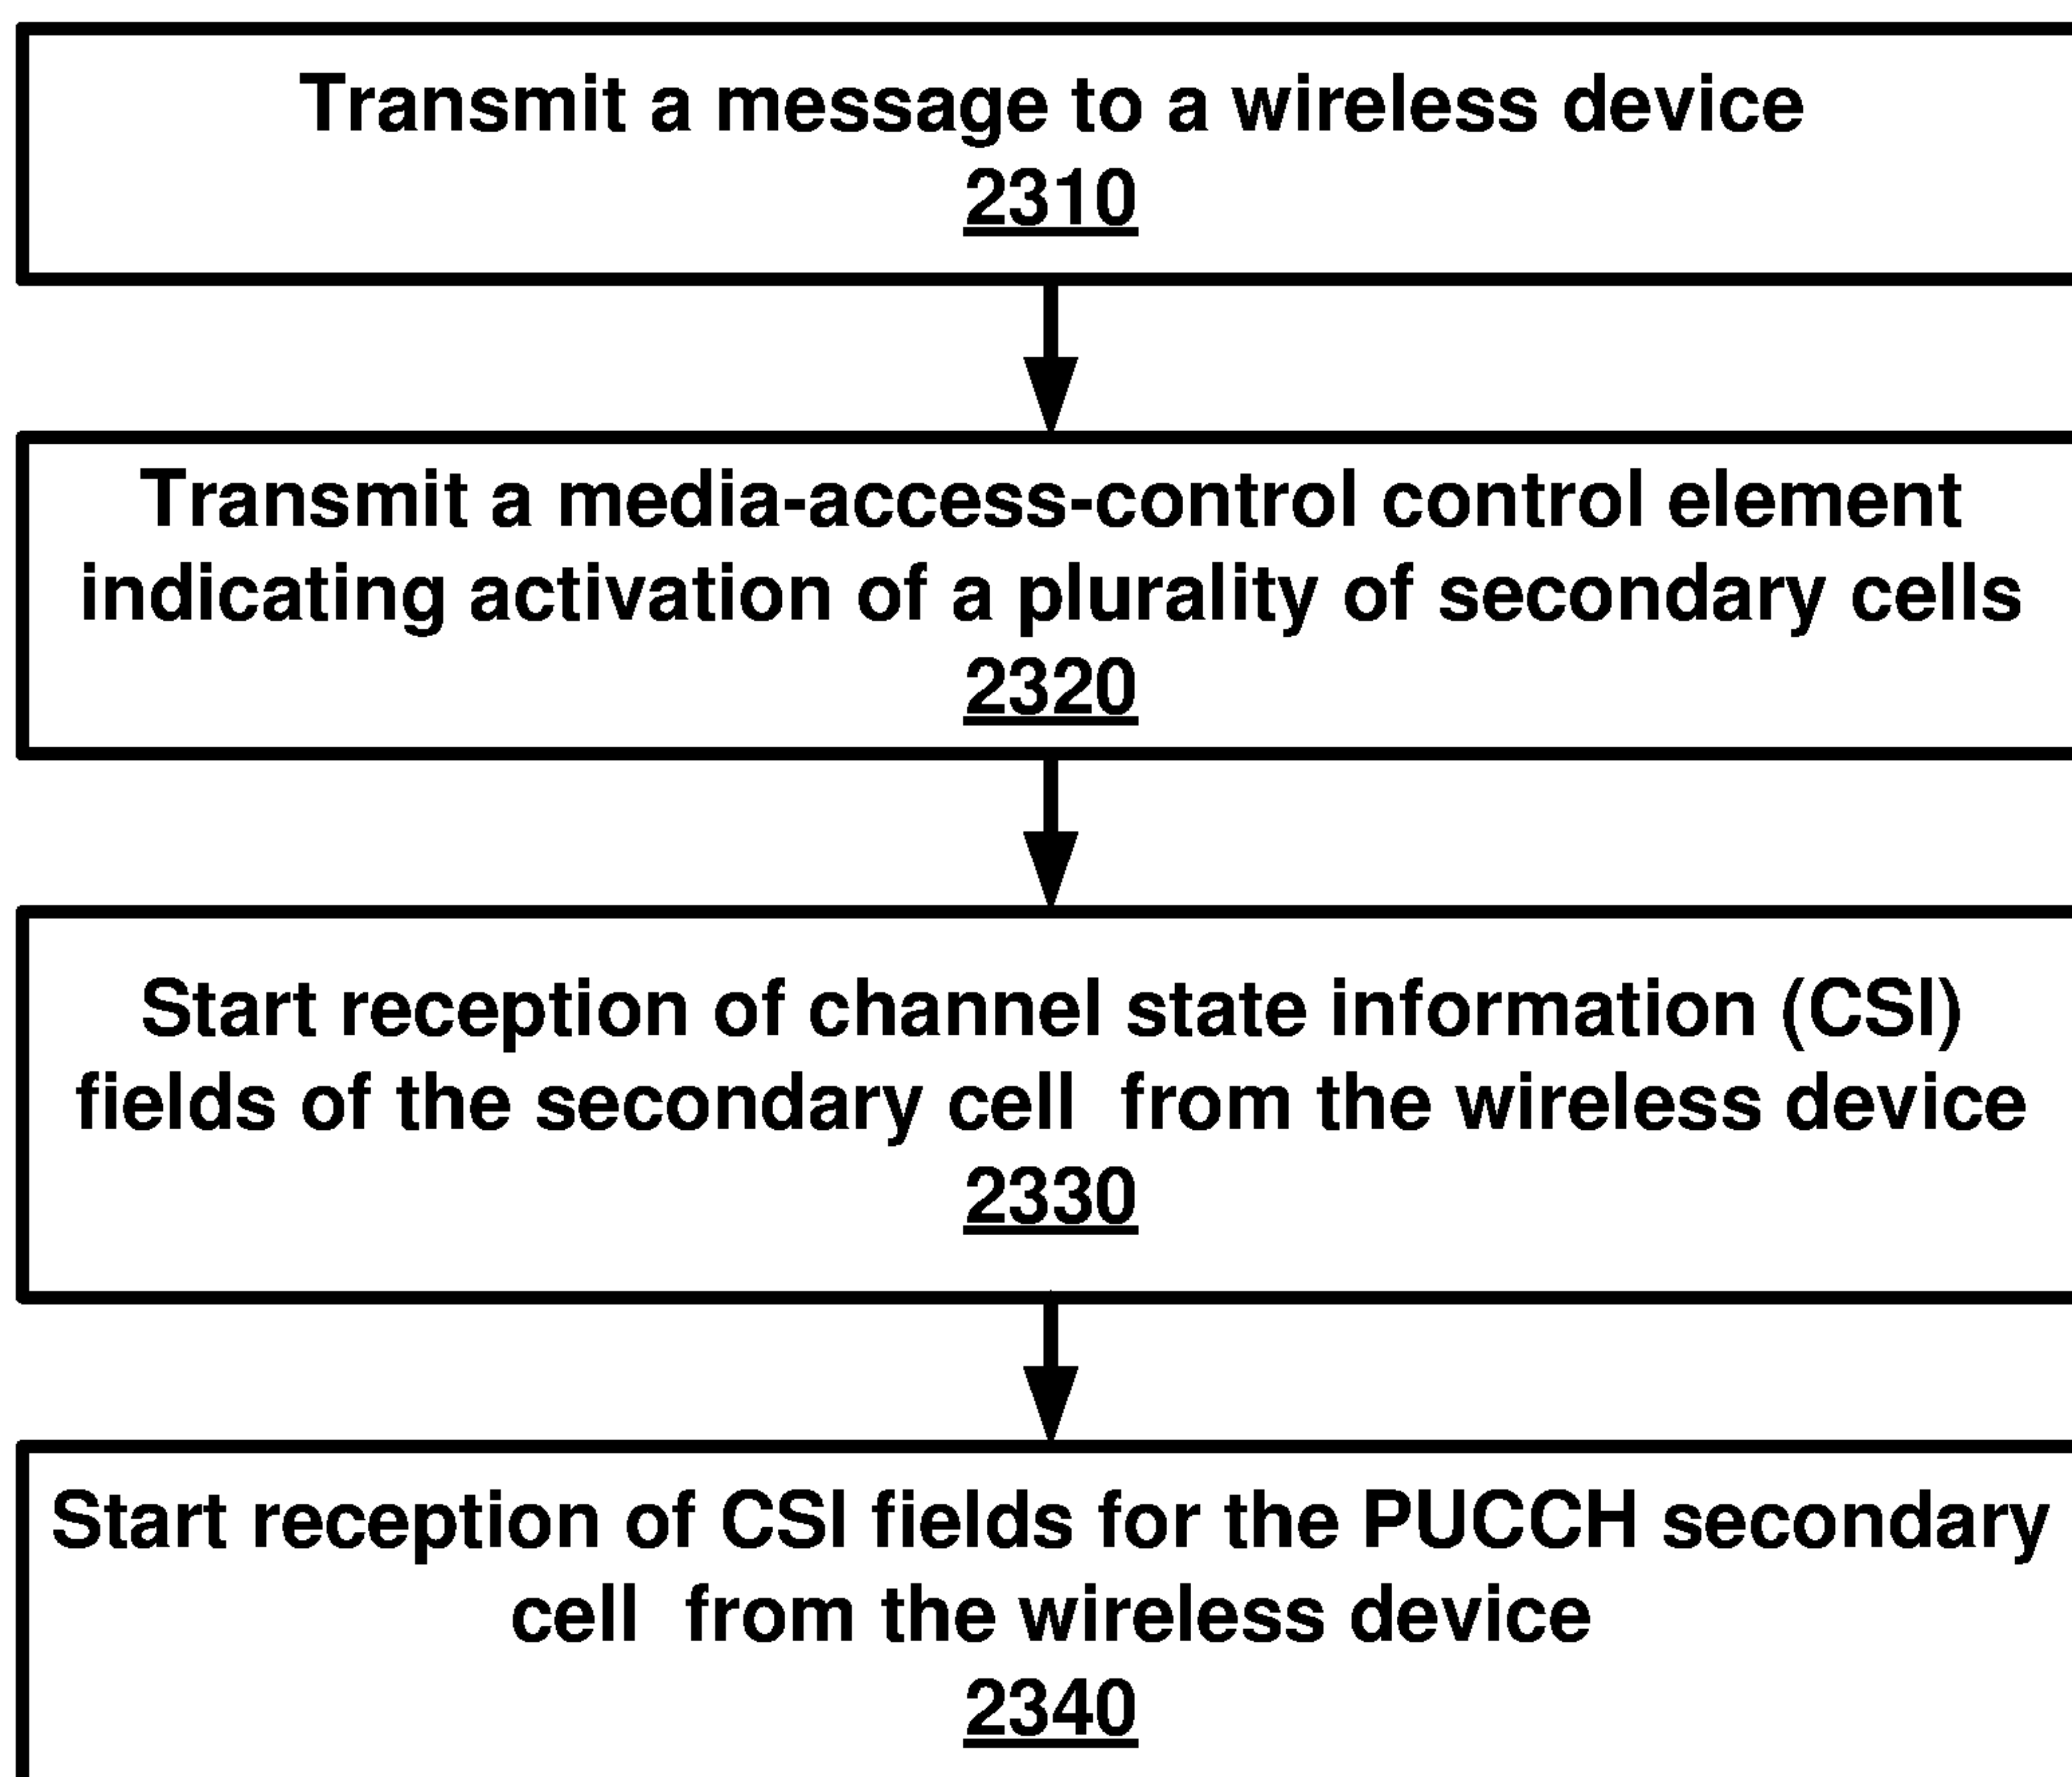 Transmit a message to a wireless device
2310
Transmit a media-access-control control element
indicating activation of a plurality of secondary cells
2320
Start reception of channel state information (CSI)
fields of the secondary cell  from the wireless device
2330
Start reception of CSI fields for the PUCCH secondary
cell  from the wireless device
2340